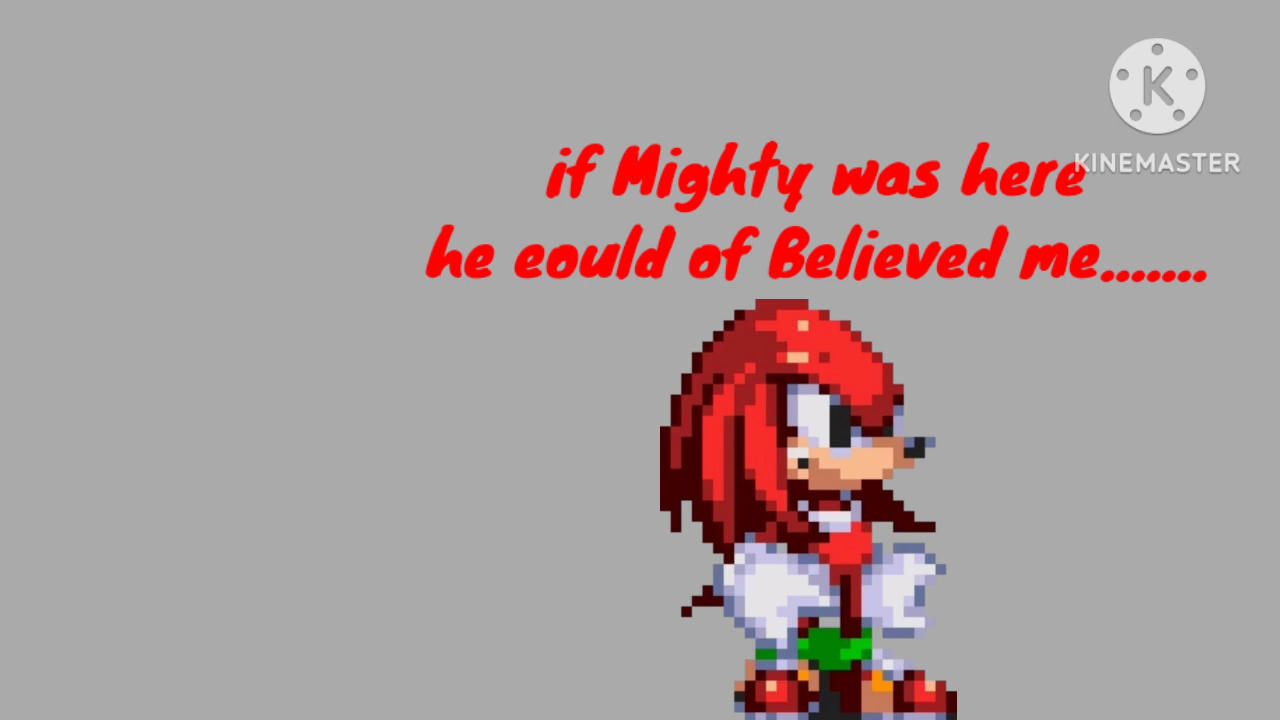 K
KINEMASTER
if Mighty was here
he eould of Believed me.......